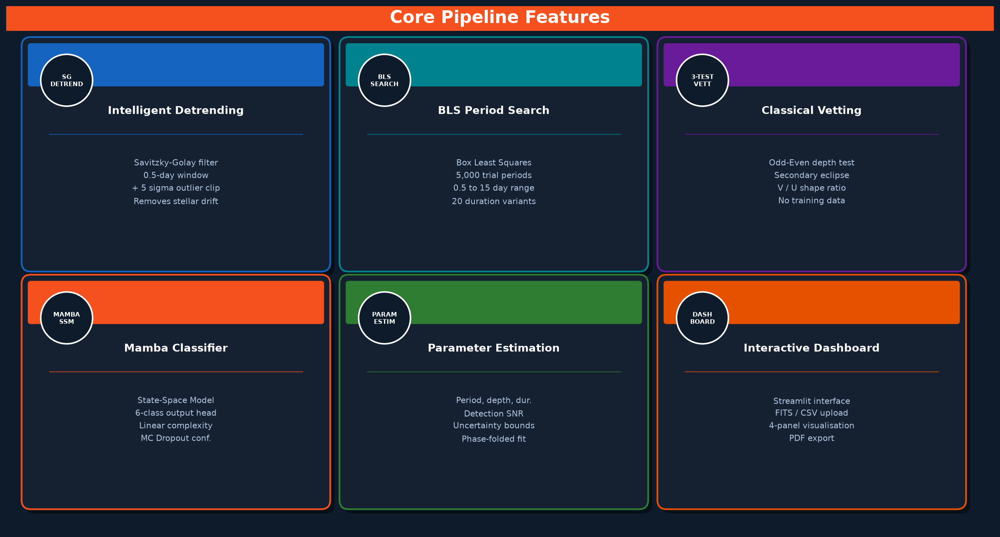 Core Pipeline Features
SG
DETREND
Intelligent Detrending
Savitzky-Golay filter
0.5-day window
+ 5 sigma outlier clip
Removes stellar drift
BLS
SEARCH
BLS Period Search
Box Least Squares
5,000 trial periods
0.5 to 15 day range
20 duration variants
3-TEST
VETT
Classical Vetting
Odd-Even depth test
Secondary eclipse
V / U shape ratio
No training data
MAMBA
SSM
Mamba Classifier
State-Space Model
6-class output head
Linear complexity
MC Dropout conf.
PARAM
ESTIM
Parameter Estimation
Period, depth, dur.
Detection SNR
Uncertainty bounds
Phase-folded fit
DASH
BOARD
Interactive Dashboard
Streamlit interface
FITS / CSV upload
4-panel visualisation
PDF export